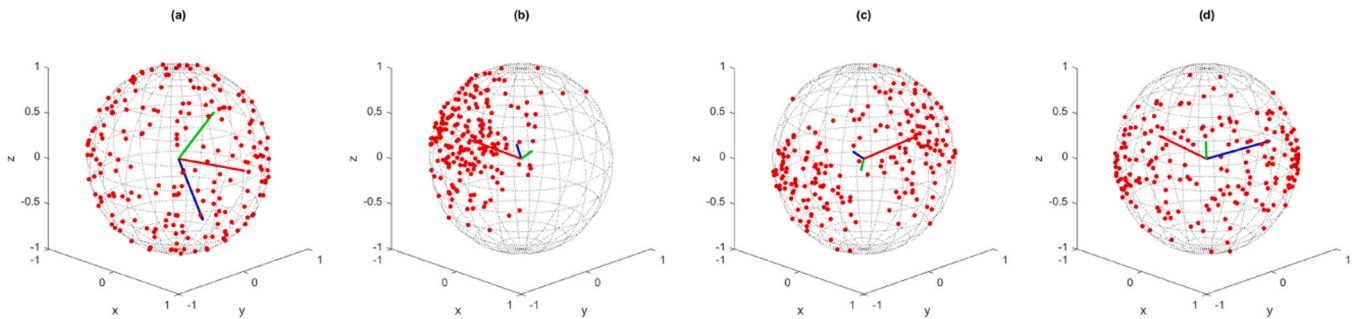 (a) (b) (c) (d)
1 1 1 1
0.5 0.5 0.5 0.5
z 0 z 0 z 0 z 0
-0.5 -0.5 -0.5 -0.5
-1 -1 -1 -1
-1 1 -1 1 -1 1 -1 1
0 0 0 0 0 0 0 0
x 1 -1 y x 1 -1 y x 1 -1 y x 1 -1 y